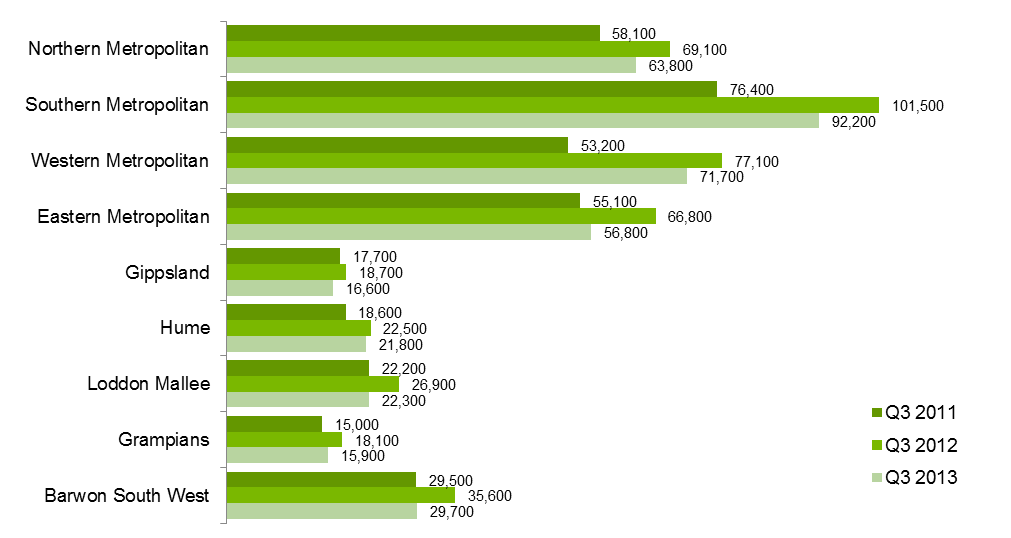 Northern Metropolitan
58,100
69,100
63,800
Southern Metropolitan
76,400
101,500
92,200
Western Metropolitan
53,200
77,100
71,700
Eastern Metropolitan
55,100
66,800
56,800
Gippsland
17,700
18,700
16,600
Hume
18,600
22,500
21,800
Loddon Mallee
22,200
26,900
22,300
Grampians
15,000
18,100
15,900
Barwon South West
29,500
35,600
29,700
Q3 2011
Q3 2012
Q3 2013